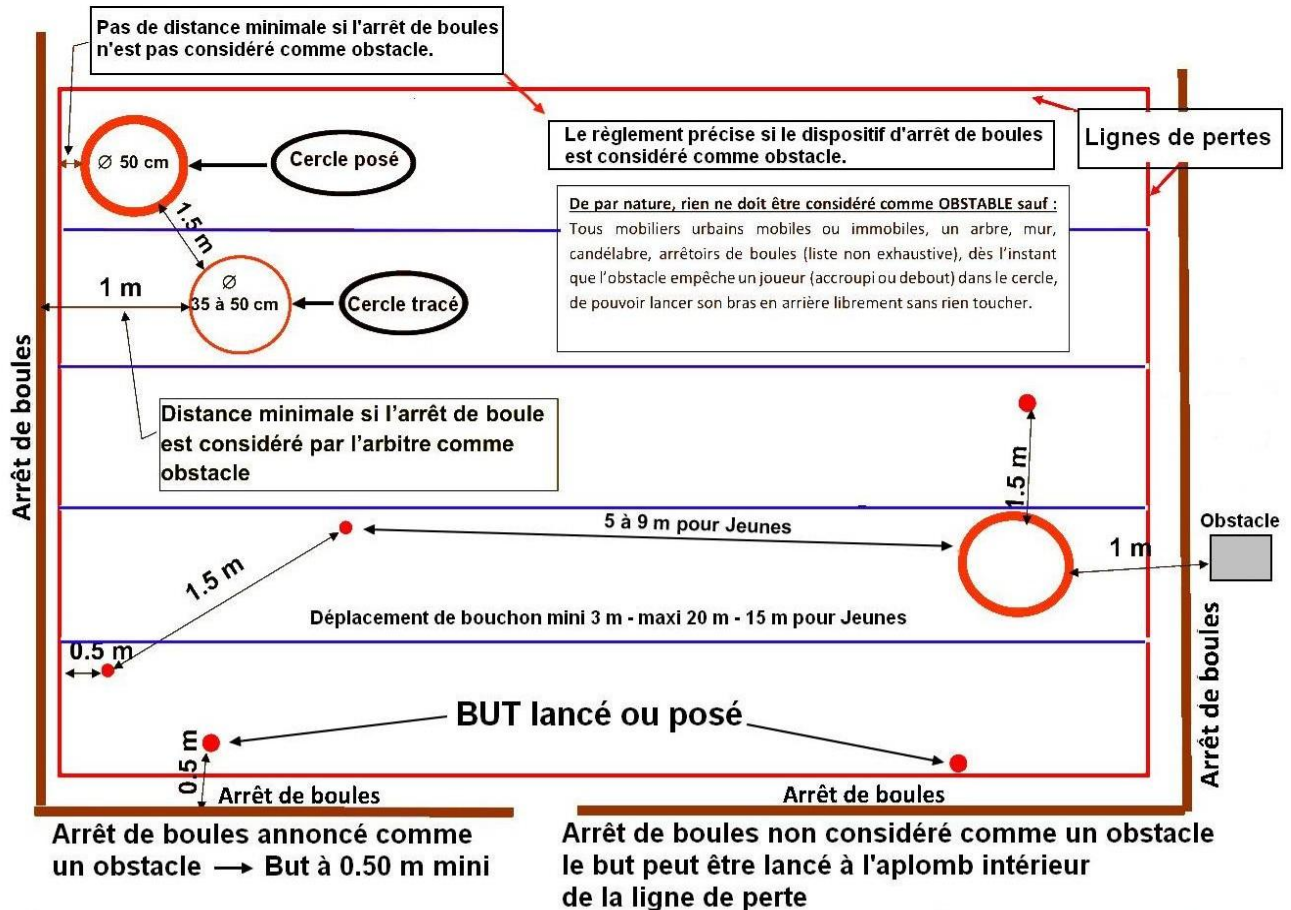 Pas de distance minimale si l'arrêt de boules
n'est pas considéré comme obstacle.
Le règlement précise si le dispositif d'arrêt de boules
est considéré comme obstacle.
Lignes de pertes
Ø 50 cm
Cercle posé
1.5 m
De par nature, rien ne doit être considéré comme OBSTABLE sauf :
Tous mobiliers urbains mobiles ou immobiles, un arbre, mur,
candélabre, arrêtoirs de boules (liste non exhaustive), dès l'instant
que l'obstacle empêche un joueur (accroupi ou debout) dans le cercle,
de pouvoir lancer son bras en arrière librement sans rien toucher.
1 m
Ø
35 à 50 cm
Cercle tracé
Arrêt de boules
Distance minimale si l'arrêt de boule
est considéré par l'arbitre comme
obstacle
1.5 m
5 à 9 m pour Jeunes
Obstacle
1 m
1.5 m
Déplacement de bouchon mini 3 m - maxi 20 m - 15 m pour Jeunes
0.5 m
BUT lancé ou posé
0.5 m
Arrêt de boules
Arrêt de boules
Arrêt de boules
Arrêt de boules annoncé comme
un obstacle → But à 0.50 m mini
Arrêt de boules non considéré comme un obstacle
le but peut être lancé à l'aplomb intérieur
de la ligne de perte